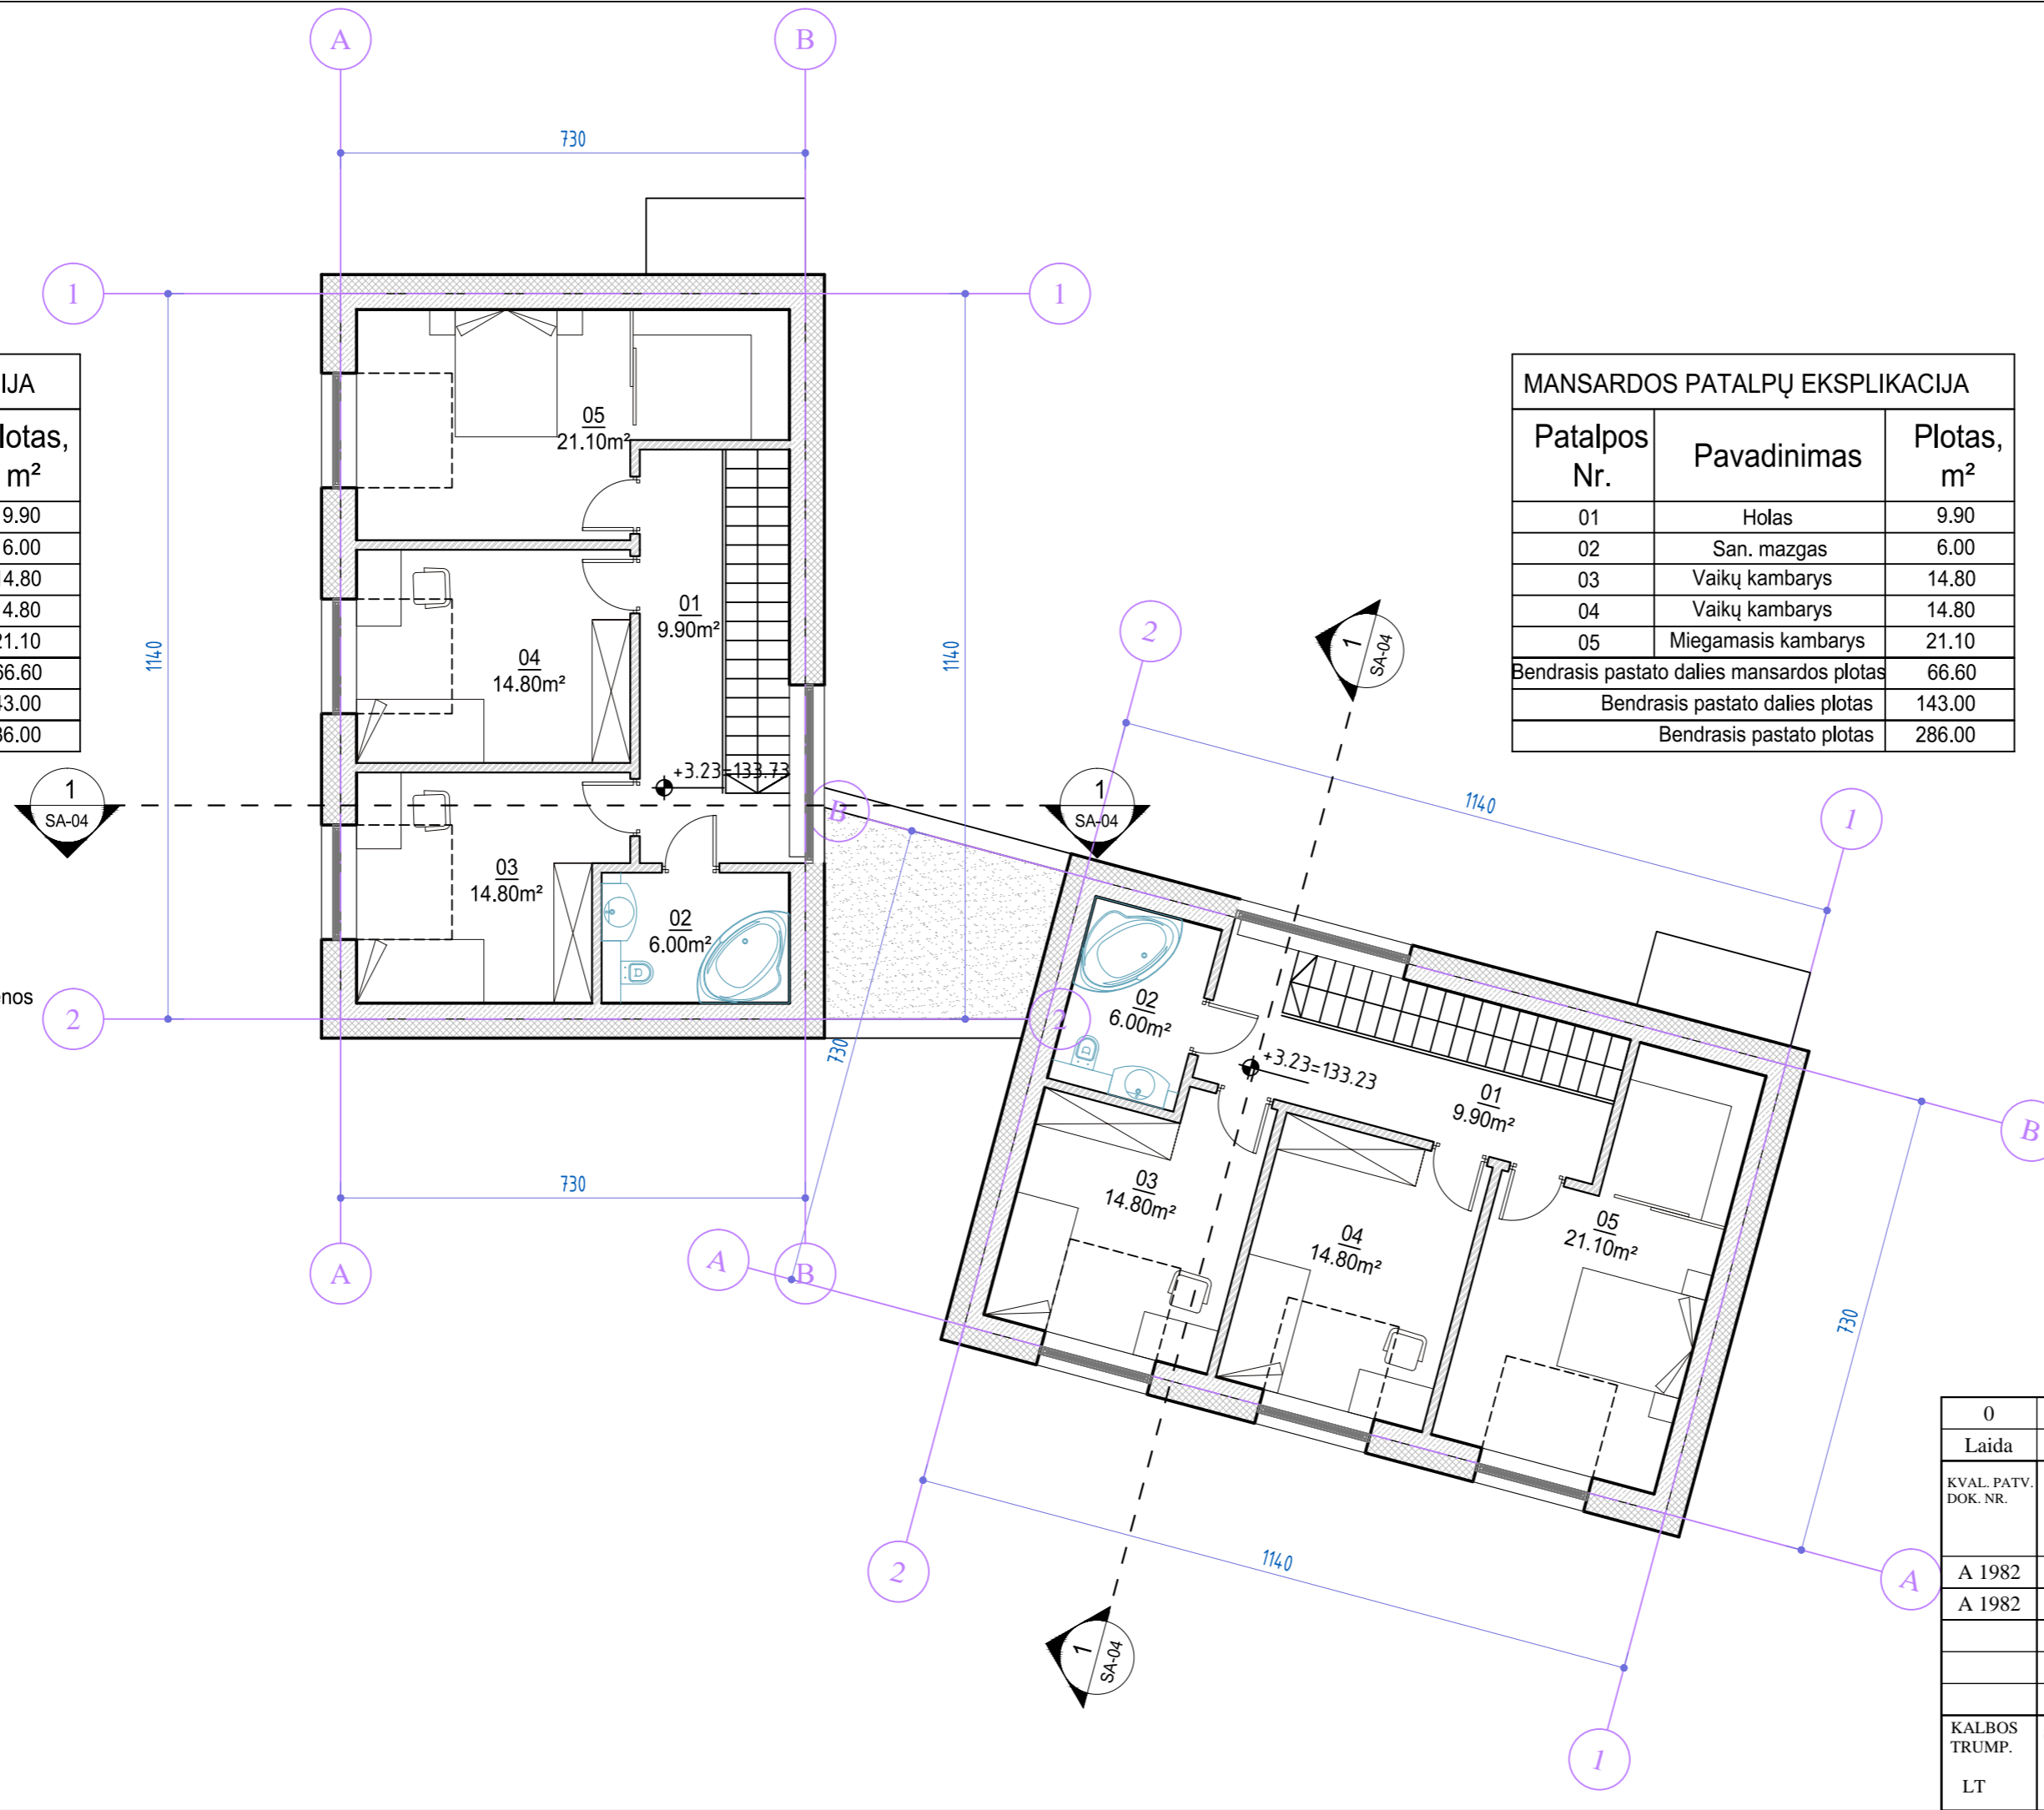 A
B
730
1
1
IJA
lotas,
m²
9.90
6.00
4.80
4.80
21.10
66.60
43.00
86.00
1140
1140
05
21.10m²
01
9.90m²
04
14.80m²
+3.23=133.73
03
14.80m²
02
6.00m²
1
SA-04
1
SA-04
enos
2
2
730
A
B
MANSARDOS PATALPŲ EKSPLIKACIJA
Patalpos Nr. Pavadinimas Plotas, m²
01 Holas 9.90
02 San. mazgas 6.00
03 Vaikų kambarys 14.80
04 Vaikų kambarys 14.80
05 Miegamasis kambarys 21.10
Bendrasis pastato dalies mansardos plotas 66.60
Bendrasis pastato dalies plotas 143.00
Bendrasis pastato plotas 286.00
2
1
SA-04
1140
1
B
730
02
6.00m²
+3.23=133.23
01
9.90m²
03
14.80m²
04
14.80m²
05
21.10m²
B
730
A
A
2
1140
1
SA-04
1
0
Laida
KVAL. PATV.
DOK. NR.
A 1982
A 1982
KALBOS
TRUMP.
LT